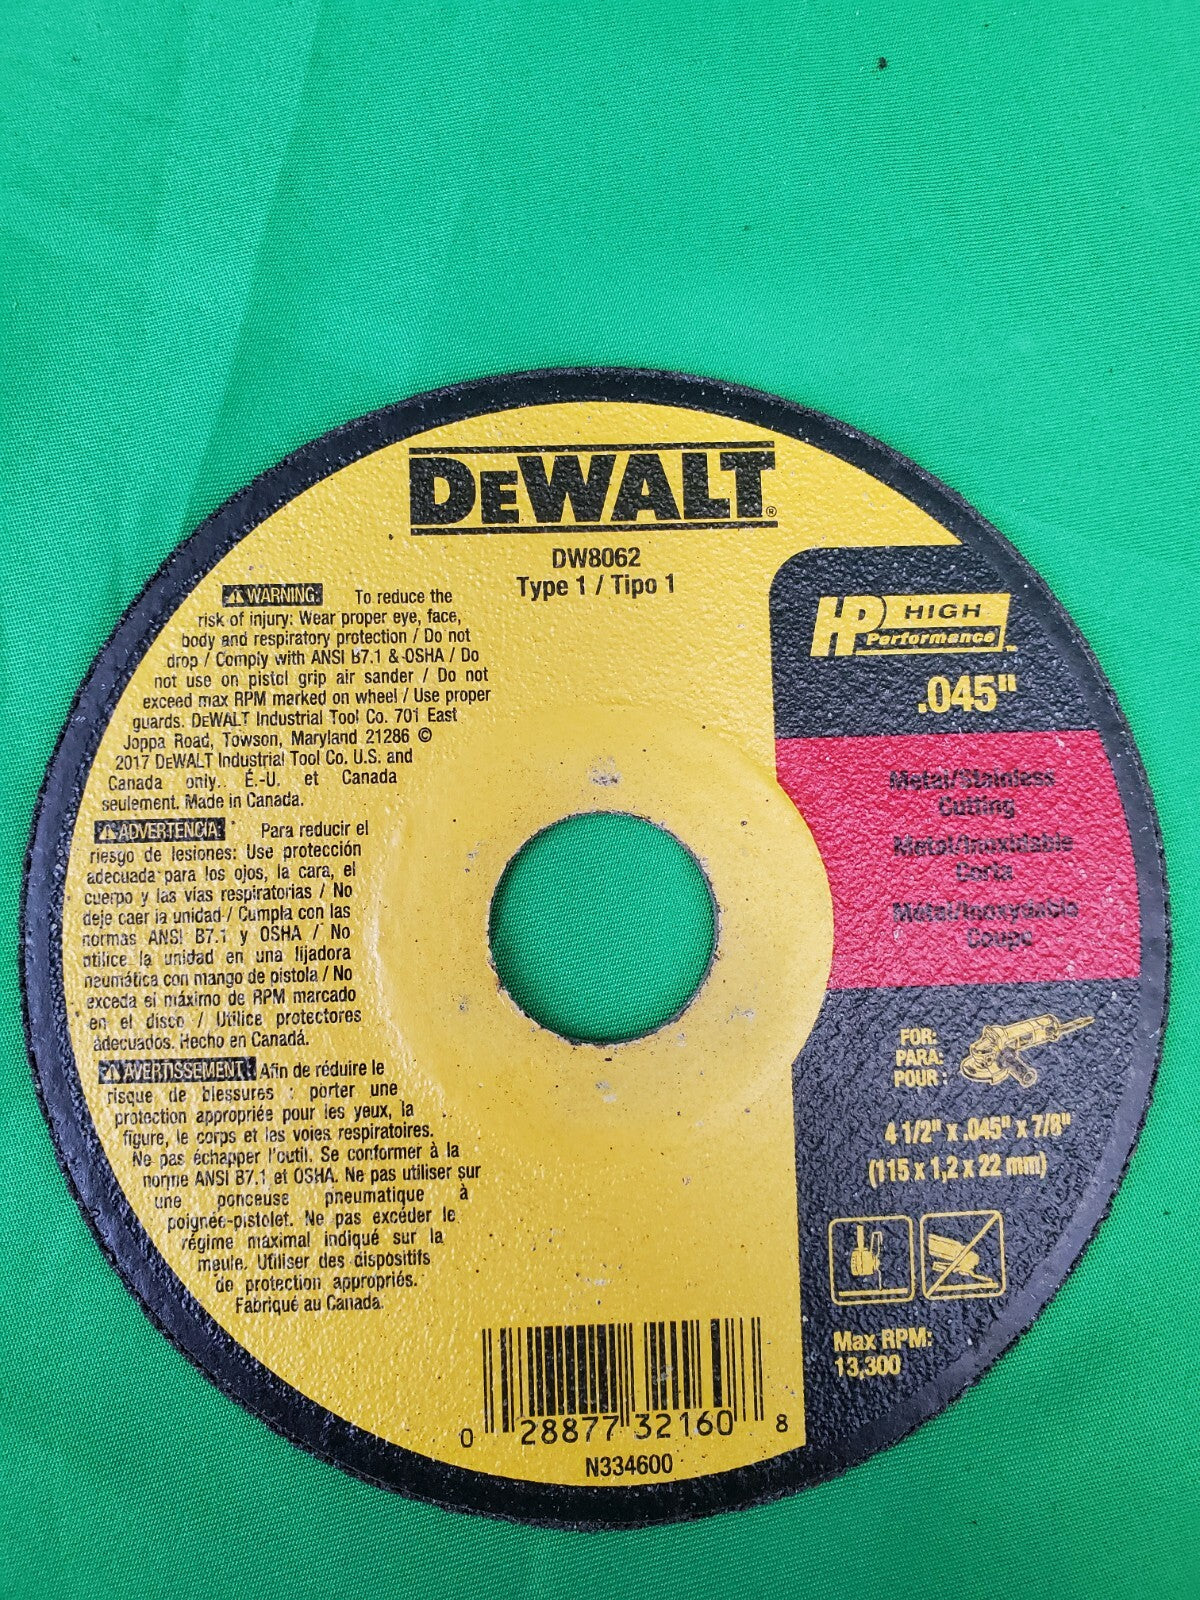 DEWALT®
DW8062
Type 1 / Tipo 1
WARNING: To reduce the
risk of injury: Wear proper eye, face,
body and respiratory protection / Do not
drop / Comply with ANSI B7.1 & OSHA / Do
not use on pistol grip air sander / Do not
exceed max RPM marked on wheel / Use proper
guards. DEWALT Industrial Tool Co. 701 East
Joppa Road, Towson, Maryland 21286 ©
2017 DEWALT Industrial Tool Co. U.S. and
Canada only.. É.-U. et Canada
seulement. Made in Canada.
ADVERTENCIA: Para reducir el
riesgo de lesiones: Use protección
adecuada para los ojos, la cara, el
cuerpo y las vías respiratorias / No
deje caer la unidad / Cumpla con las
normas ANSI B7.1 y OSHA / No
utilice la unidad en una lijadora
neumática con mango de pistola / No
exceda el máximo de RPM marcado
en el disco / Utilice protectores
adecuados. Hecho en Canadá.
AVERTISSEMENT: Afin de réduire le
risque de blessures : porter une
protection appropriée pour les yeux, la
figure, le corps et les voies respiratoires.
Ne pas échapper l'outil. Se conformer à la
norme ANSI B7.1 et OSHA. Ne pas utiliser sur
une ponceuse pneumatique à
poignée-pistolet. Ne pas excéder le
régime maximal indiqué sur la
meule. Utiliser des dispositifs
de protection appropriés.
Fabriqué au Canada.
HP HIGH
Performance™
.045"
Metal/Stainless
Cutting
Metal/Inoxidable
Corta
Métal/Inoxydable
Coupe
FOR:
PARA:
POUR:
4 1/2" x .045" x 7/8"
(115 x 1,2 x 22 mm)
Max RPM:
13,300
0 28877 32160 8
N334600